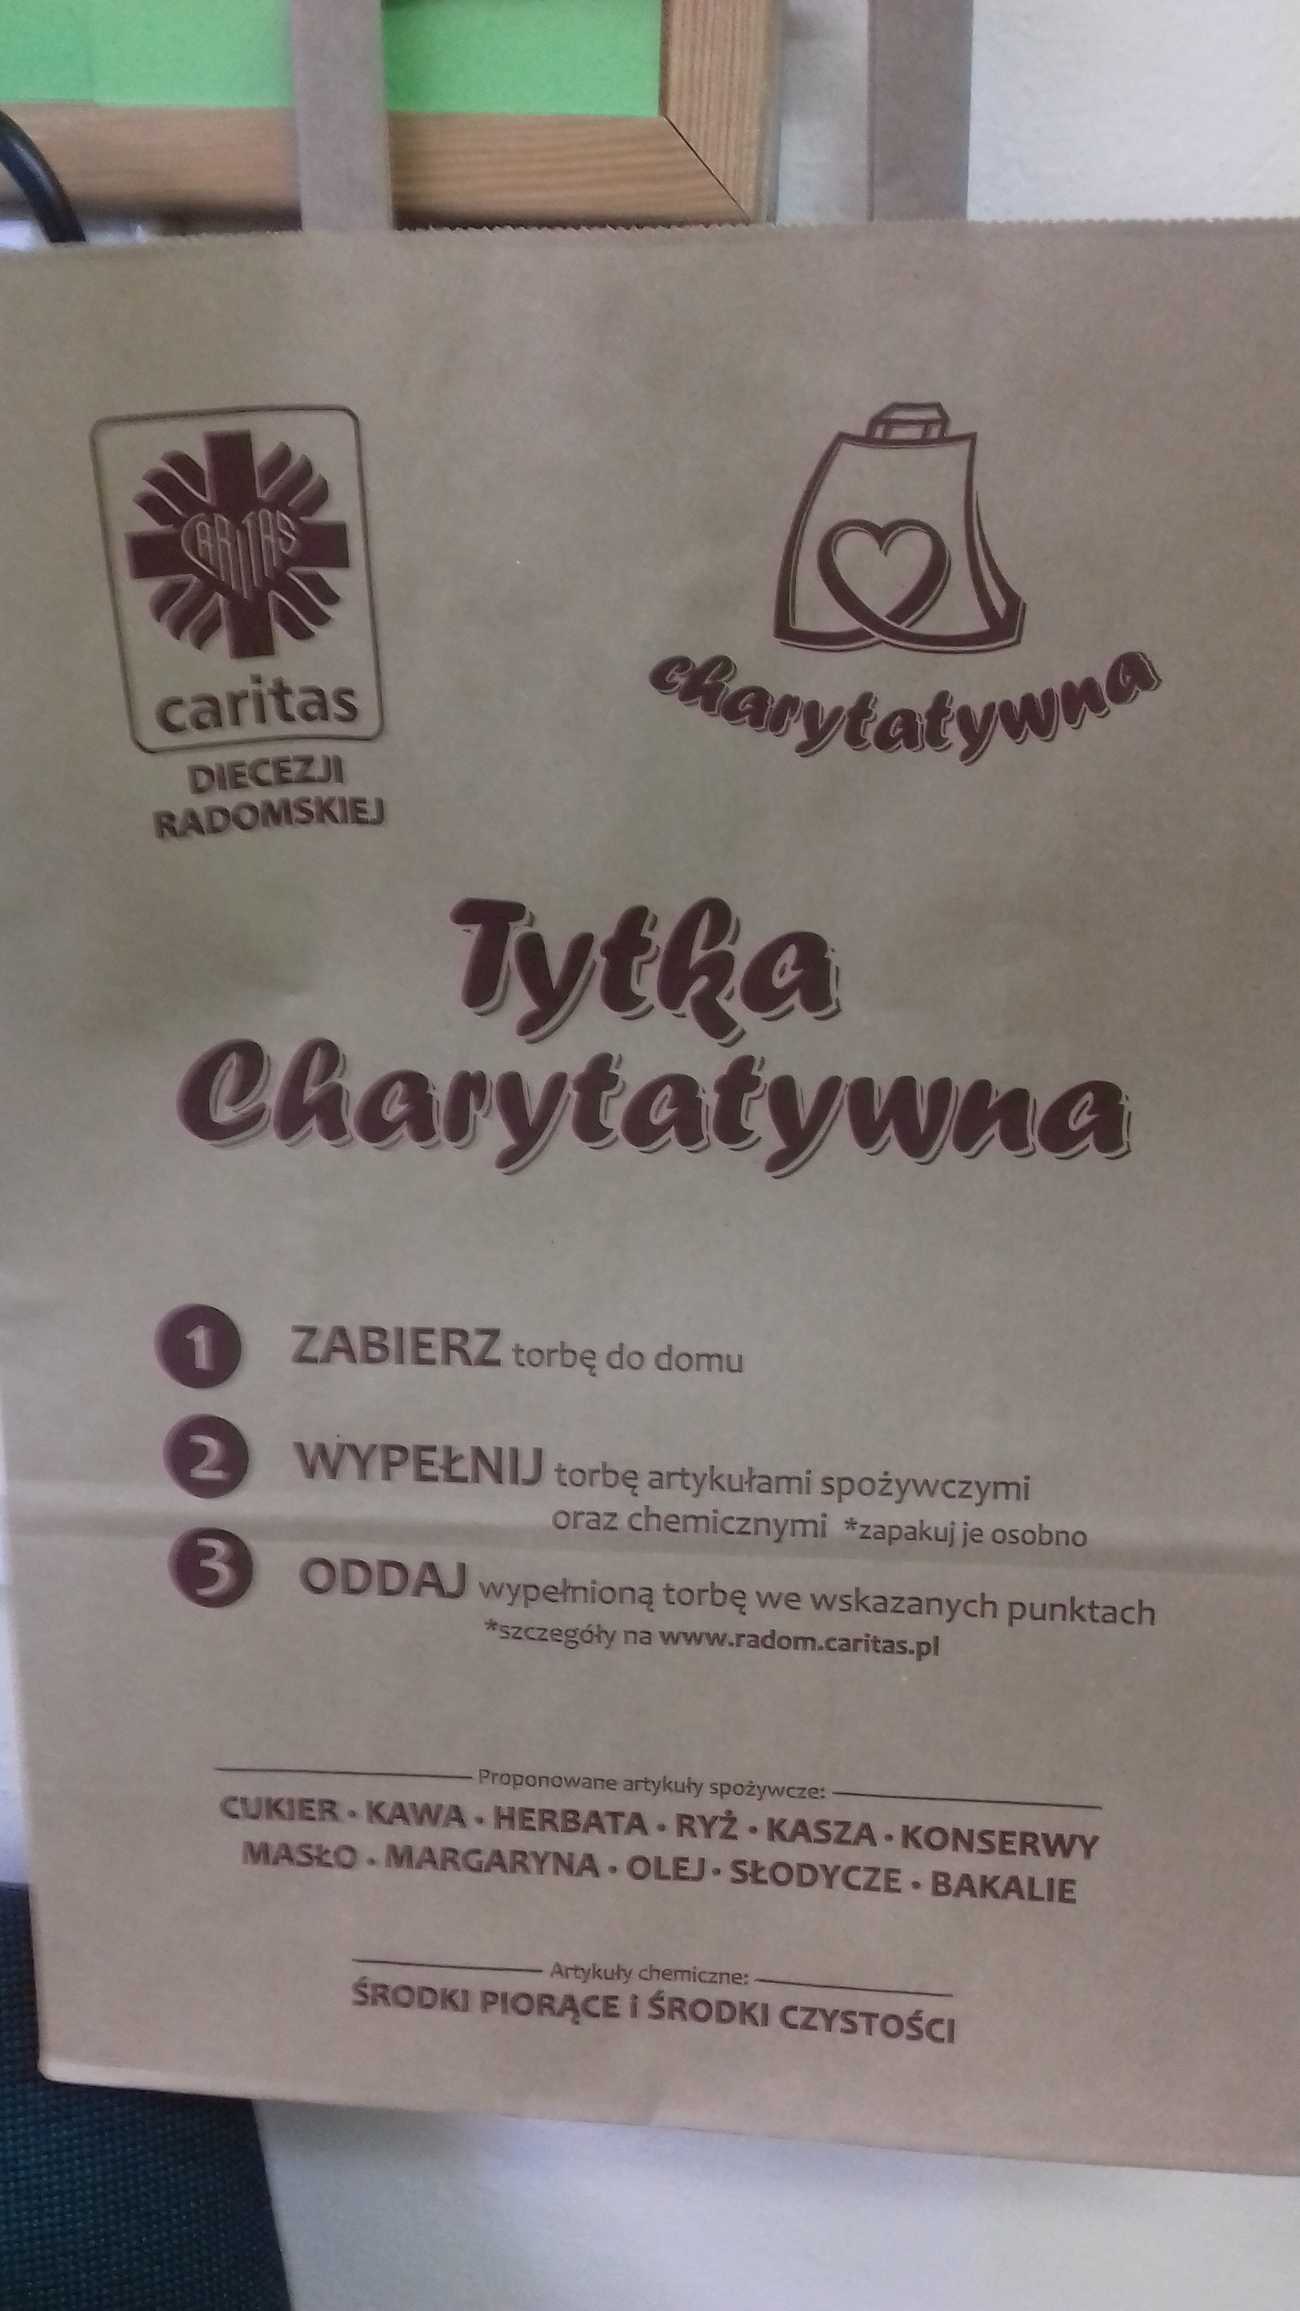 CARITAS
caritas
DIECEZJI
RADOMSKIEJ
charytatywna
Tytka
Charytatywna
1 ZABIERZ torbę do domu
2 WYPEŁNIJ torbę artykułami spożywczymi
oraz chemicznymi *zapakuj je osobno
3 ODDAJ wypełnioną torbę we wskazanych punktach
*szczegóły na www.radom.caritas.pl
Proponowane artykuły spożywcze:
CUKIER • KAWA • HERBATA • RYŻ • KASZA • KONSERWY
MASŁO • MARGARYNA • OLEJ • SŁODYCZE • BAKALIE
Artykuły chemiczne:
ŚRODKI PIORĄCE i ŚRODKI CZYSTOŚCI